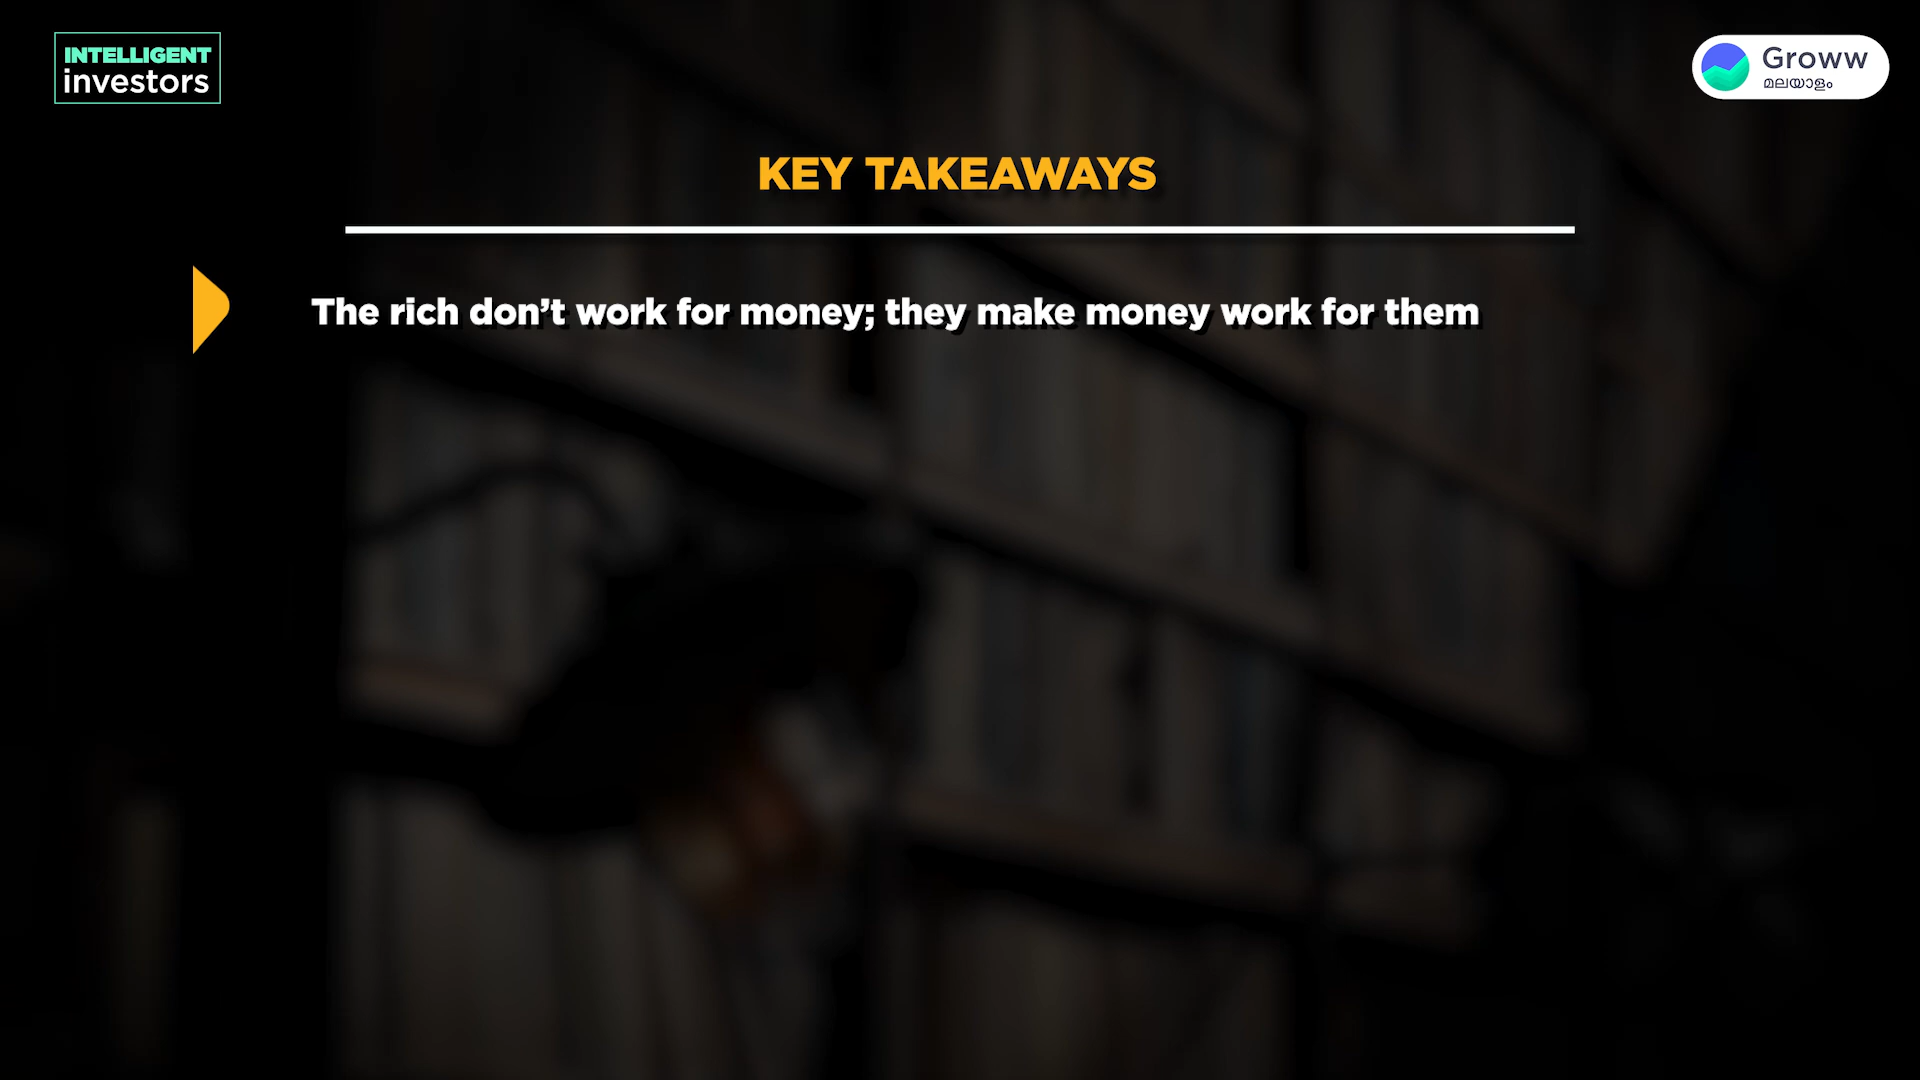 INTELLIGENT
investors
Groww
മലയാളം
KEY TAKEAWAYS
The rich don’t work for money; they make money work for them